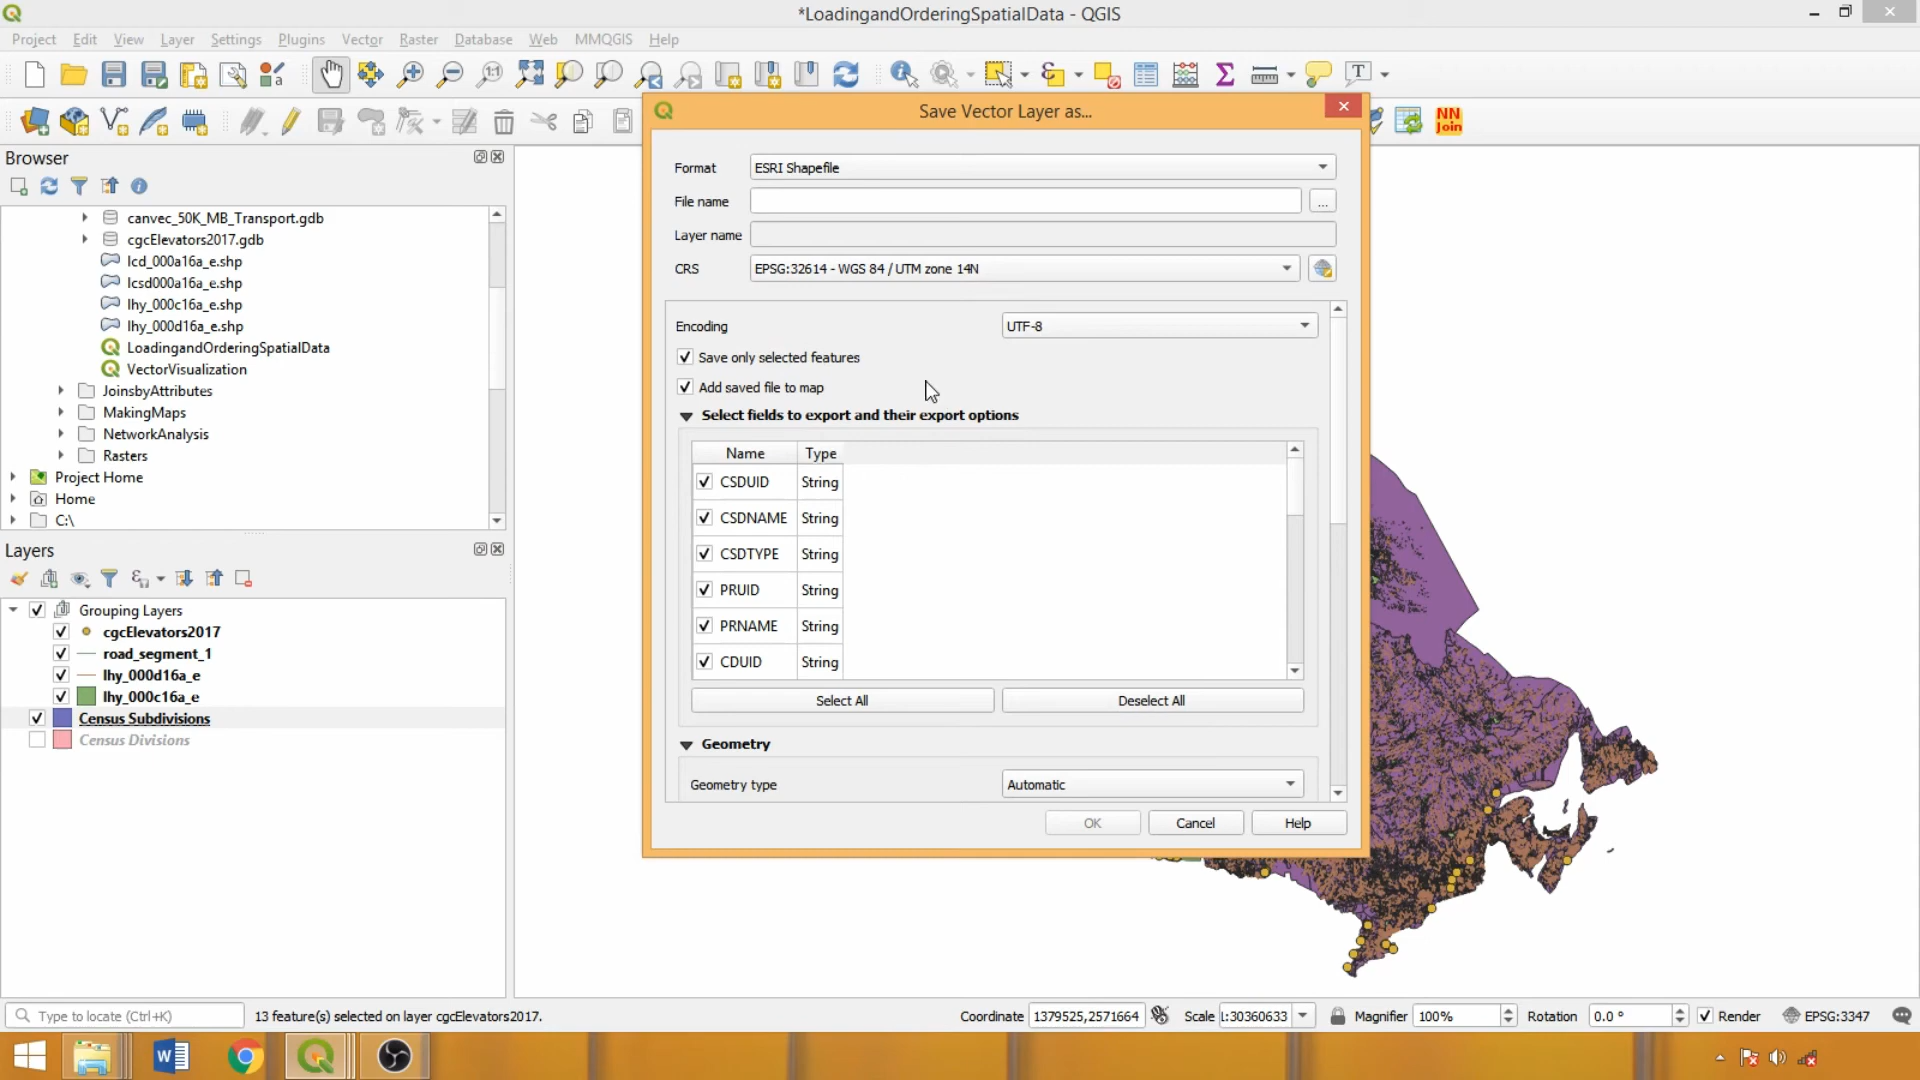 *LoadingandOrderingSpatialData - QGIS
Project Edit View Layer Settings Plugins Vector Raster Database Web MMQGIS Help
NN Join
Browser
canvec_50K_MB_Transport.gdb
cgcElevators2017.gdb
lcd_000a16a_e.shp
lcsd000a16a_e.shp
lhy_000c16a_e.shp
lhy_000d16a_e.shp
LoadingandOrderingSpatialData
VectorVisualization
JoinsbyAttributes
MakingMaps
NetworkAnalysis
Rasters
Project Home
Home
C:\
Layers
Grouping Layers
cgcElevators2017
road_segment_1
lhy_000d16a_e
lhy_000c16a_e
Census Subdivisions
Census Divisions
Save Vector Layer as...
Format ESRI Shapefile
File name ...
Layer name
CRS EPSG:32614 - WGS 84 / UTM zone 14N
Encoding UTF-8
Save only selected features
Add saved file to map
Select fields to export and their export options
Name Type
CSDUID String
CSDNAME String
CSDTYPE String
PRUID String
PRNAME String
CDUID String
Select All Deselect All
Geometry
Geometry type Automatic
OK Cancel Help
Type to locate (Ctrl+K) 13 feature(s) selected on layer cgcElevators2017. Coordinate 1379525,2571664 Scale 1:30360633 Magnifier 100% Rotation 0.0 ° Render EPSG:3347